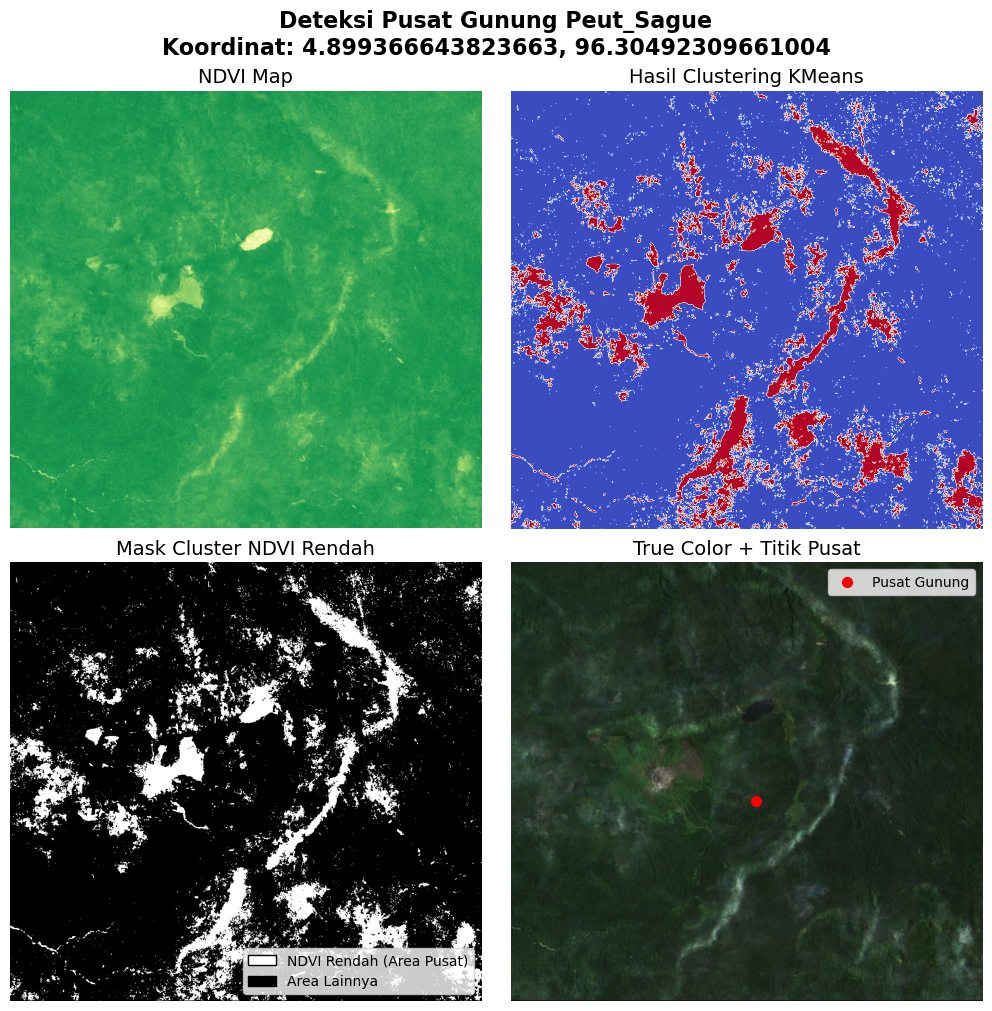 Deteksi Pusat Gunung Peut_Sague
Koordinat: 4.899366643823663, 96.30492309661004
NDVI Map
Hasil Clustering KMeans
Mask Cluster NDVI Rendah
NDVI Rendah (Area Pusat)
Area Lainnya
True Color + Titik Pusat
Pusat Gunung